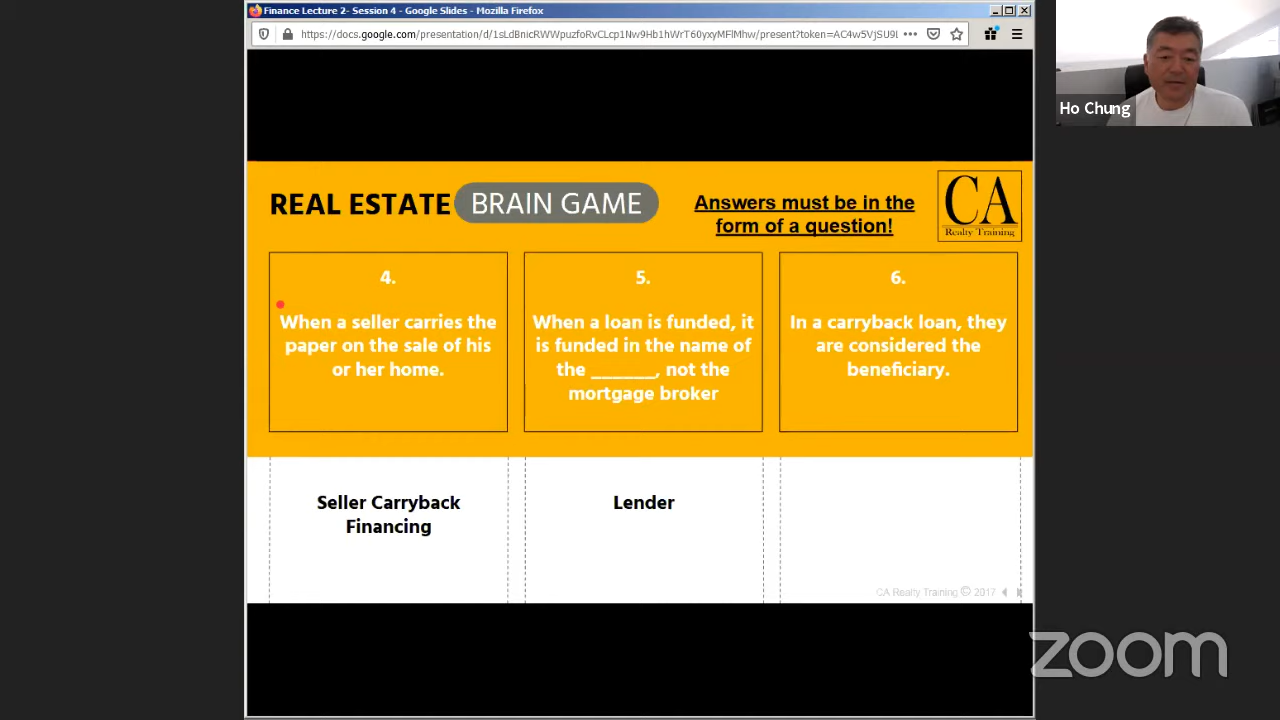 Finance Lecture 2- Session 4 - Google Slides - Mozilla Firefox
Ho Chung
REAL ESTATE BRAIN GAME
Answers must be in the
form of a question!
CA
Realty Training
4.
When a seller carries the
paper on the sale of his
or her home.
5.
When a loan is funded, it
is funded in the name of
the ______, not the
mortgage broker
6.
In a carryback loan, they
are considered the
beneficiary.
Seller Carryback
Financing
Lender
CA Realty Training © 2017
zoom